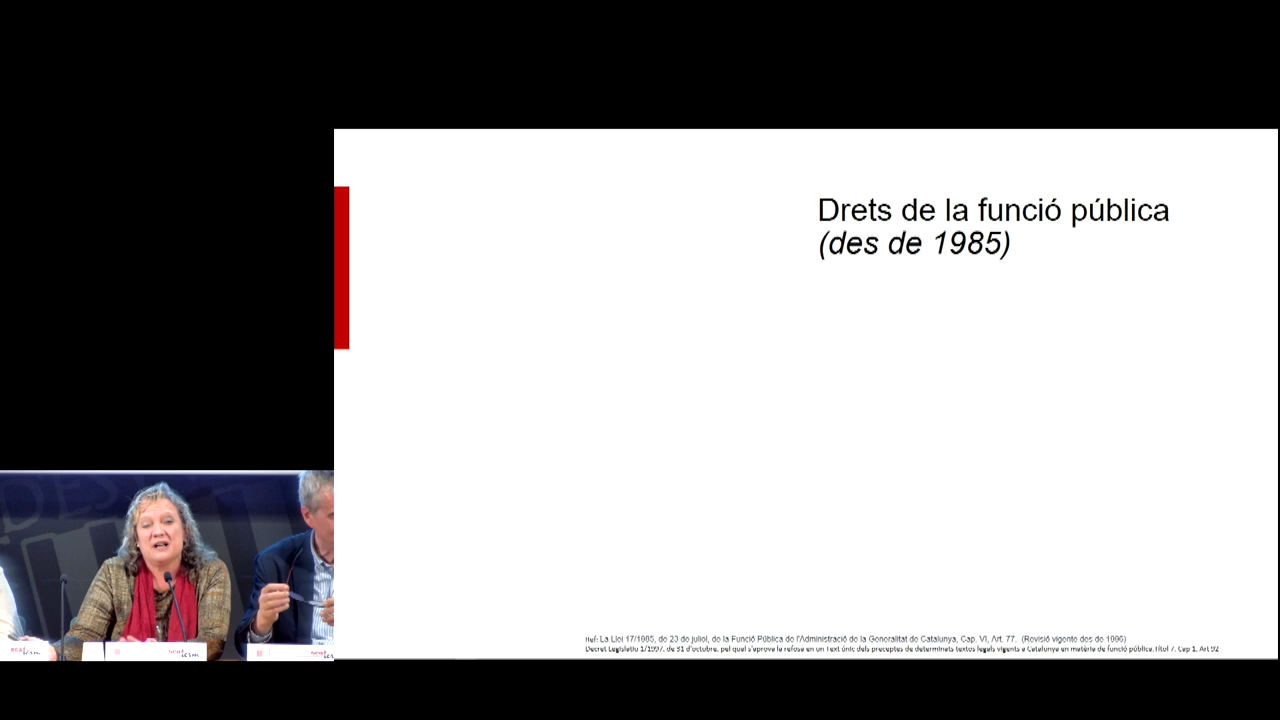 Drets de la funció pública
(des de 1985)
Ref: La Llei 17/1985, de 23 de juliol, de la Funció Pública de l'Administració de la Generalitat de Catalunya, Cap. VI, Art. 77. (Revisió vigente des de 1996)
Decret Legislatiu 1/1997, de 31 d'octubre, pel qual s'aprova la refosa en un Text únic dels preceptes de determinats textos legals vigents a Catalunya en matèria de funció pública.Títol 7, Cap 1, Art 92